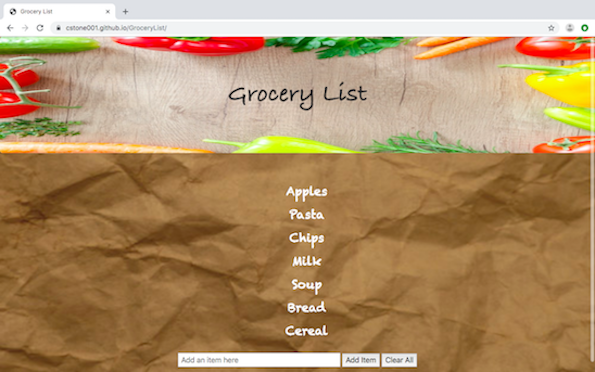 Grocery List
cstone001.github.io/GroceryList/
Grocery List
Apples
Pasta
Chips
Milk
Soup
Bread
Cereal
Add an item here Add Item Clear All